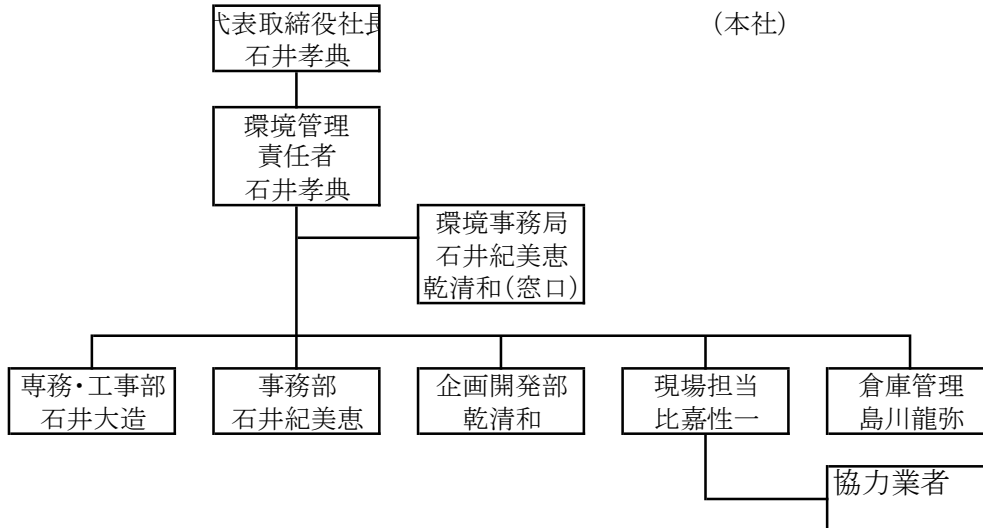 代表取締役社長
石井孝典
（本社）
環境管理
責任者
石井孝典
環境事務局
石井紀美恵
乾清和（窓口）
専務・工事部
石井大造
事務部
石井紀美恵
企画開発部
乾清和
現場担当
比嘉性一
倉庫管理
島川龍弥
協力業者